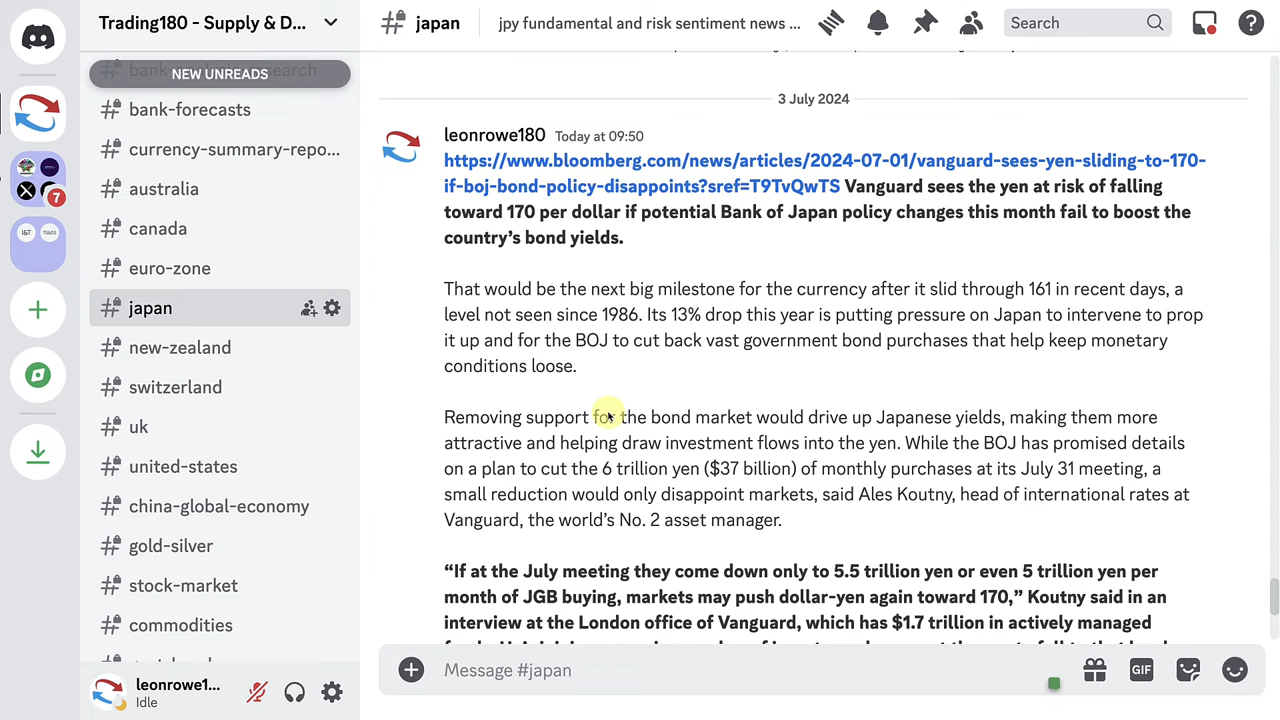 Trading180 - Supply & D...
# japan
jpy fundamental and risk sentiment news ...
Search
NEW UNREADS
bank-forecasts
currency-summary-repo...
australia
canada
euro-zone
japan
new-zealand
switzerland
uk
united-states
china-global-economy
gold-silver
stock-market
commodities
7
I&T
leonrowe1...
Idle
3 July 2024
leonrowe180 Today at 09:50
https://www.bloomberg.com/news/articles/2024-07-01/vanguard-sees-yen-sliding-to-170-
if-boj-bond-policy-disappoints?sref=T9TvQwTS Vanguard sees the yen at risk of falling
toward 170 per dollar if potential Bank of Japan policy changes this month fail to boost the
country’s bond yields.
That would be the next big milestone for the currency after it slid through 161 in recent days, a
level not seen since 1986. Its 13% drop this year is putting pressure on Japan to intervene to prop
it up and for the BOJ to cut back vast government bond purchases that help keep monetary
conditions loose.
Removing support for the bond market would drive up Japanese yields, making them more
attractive and helping draw investment flows into the yen. While the BOJ has promised details
on a plan to cut the 6 trillion yen ($37 billion) of monthly purchases at its July 31 meeting, a
small reduction would only disappoint markets, said Ales Koutny, head of international rates at
Vanguard, the world’s No. 2 asset manager.
“If at the July meeting they come down only to 5.5 trillion yen or even 5 trillion yen per
month of JGB buying, markets may push dollar-yen again toward 170,” Koutny said in an
interview at the London office of Vanguard, which has $1.7 trillion in actively managed
Message #japan
GIF